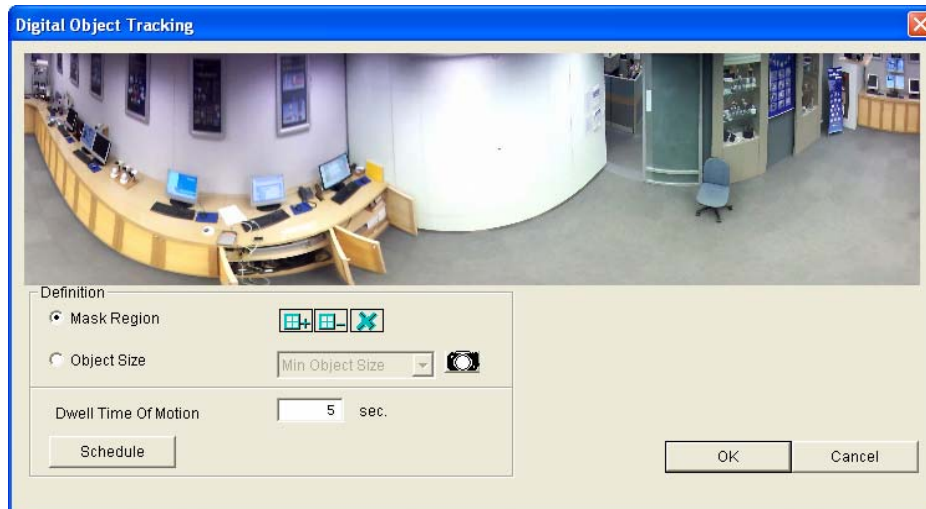 Digital Object Tracking
Definition
Mask Region
Object Size
Min Object Size
Dwell Time Of Motion
5 sec.
Schedule
OK
Cancel